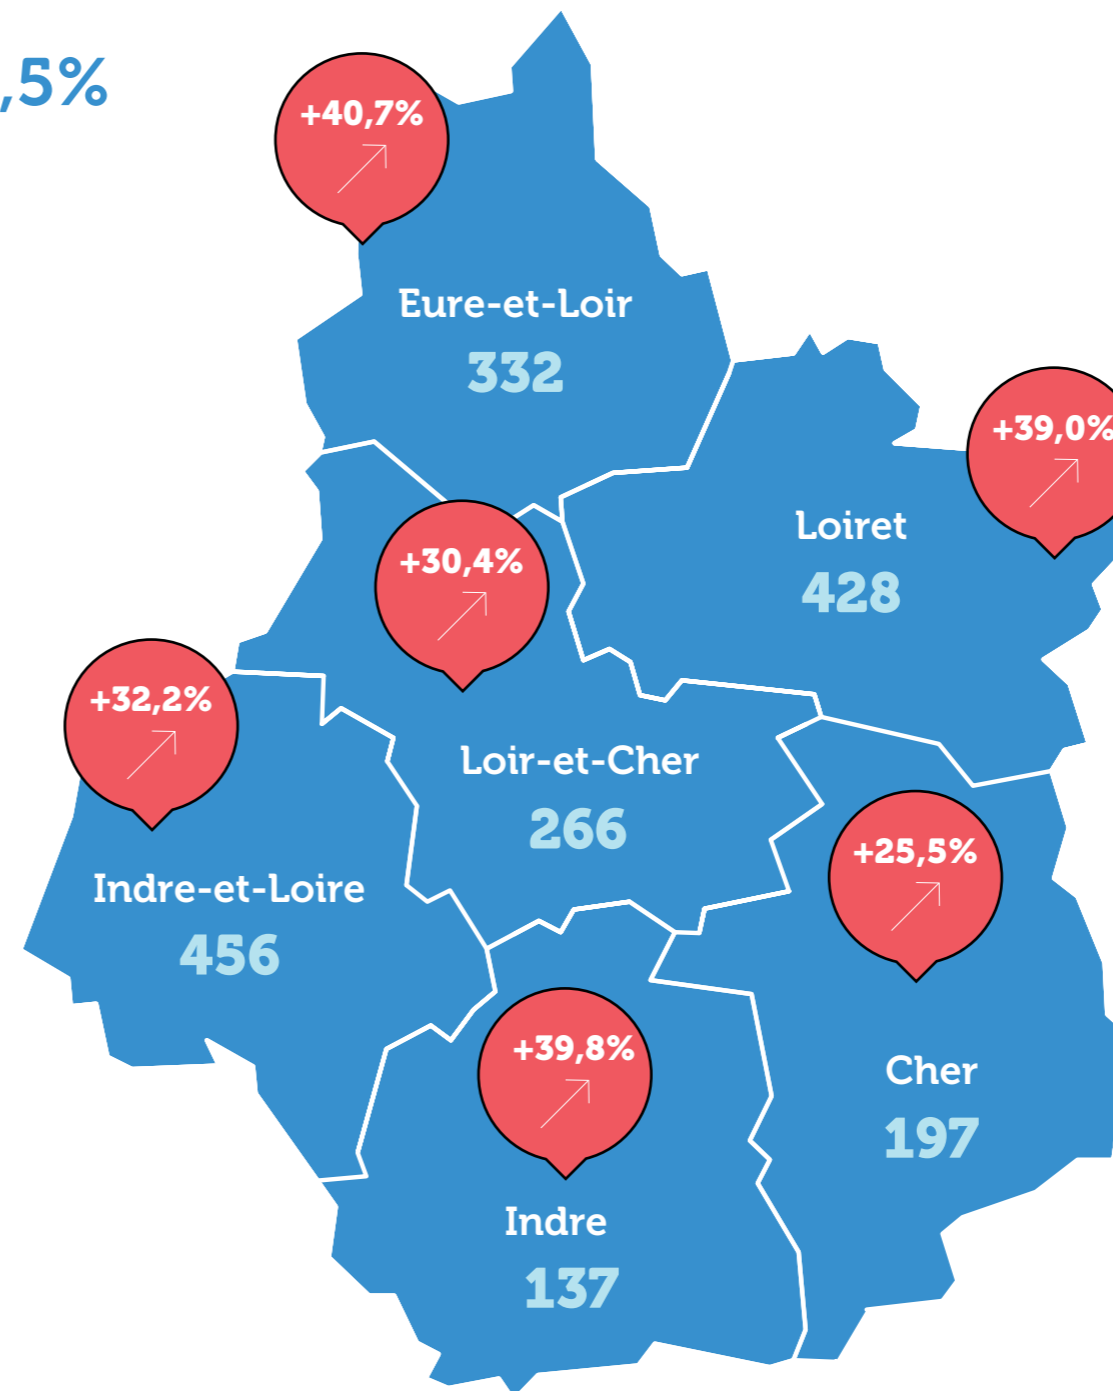 ,5%
+40,7%
Eure-et-Loir
332
+39,0%
Loiret
428
+30,4%
Loir-et-Cher
266
+32,2%
Indre-et-Loire
456
+25,5%
Cher
197
+39,8%
Indre
137